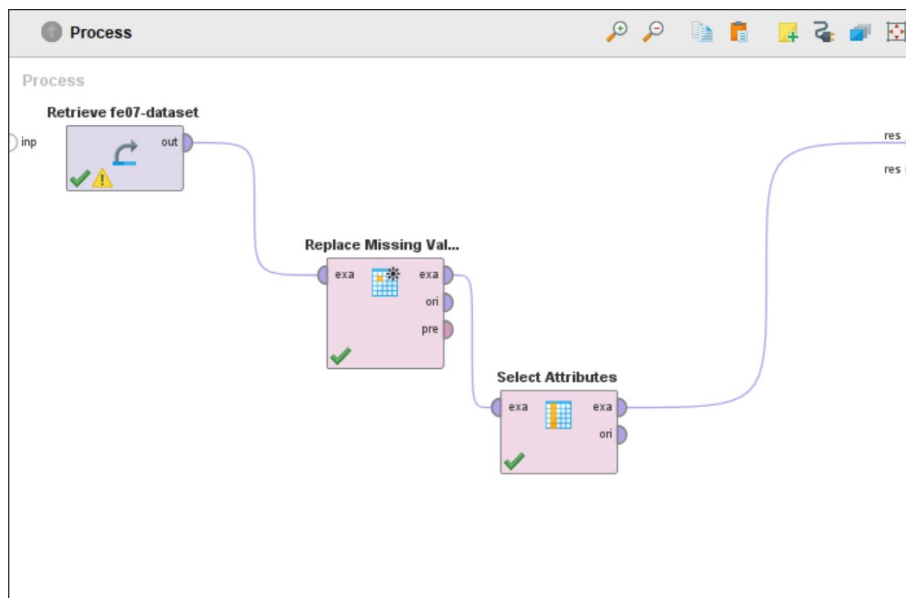 Process
Process
Retrieve fe07-dataset
inp
out
res
res
Replace Missing Val...
exa
exa
ori
pre
Select Attributes
exa
exa
ori